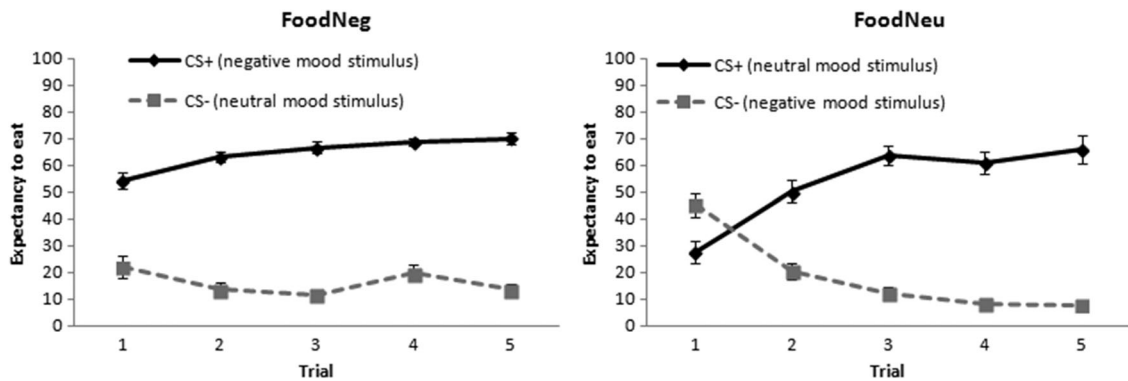 FoodNeg
CS+ (negative mood stimulus)
CS- (neutral mood stimulus)
Expectancy to eat
100
90
80
70
60
50
40
30
20
10
0
1 2 3 4 5
Trial
FoodNeu
CS+ (neutral mood stimulus)
CS- (negative mood stimulus)
Expectancy to eat
100
90
80
70
60
50
40
30
20
10
0
1 2 3 4 5
Trial